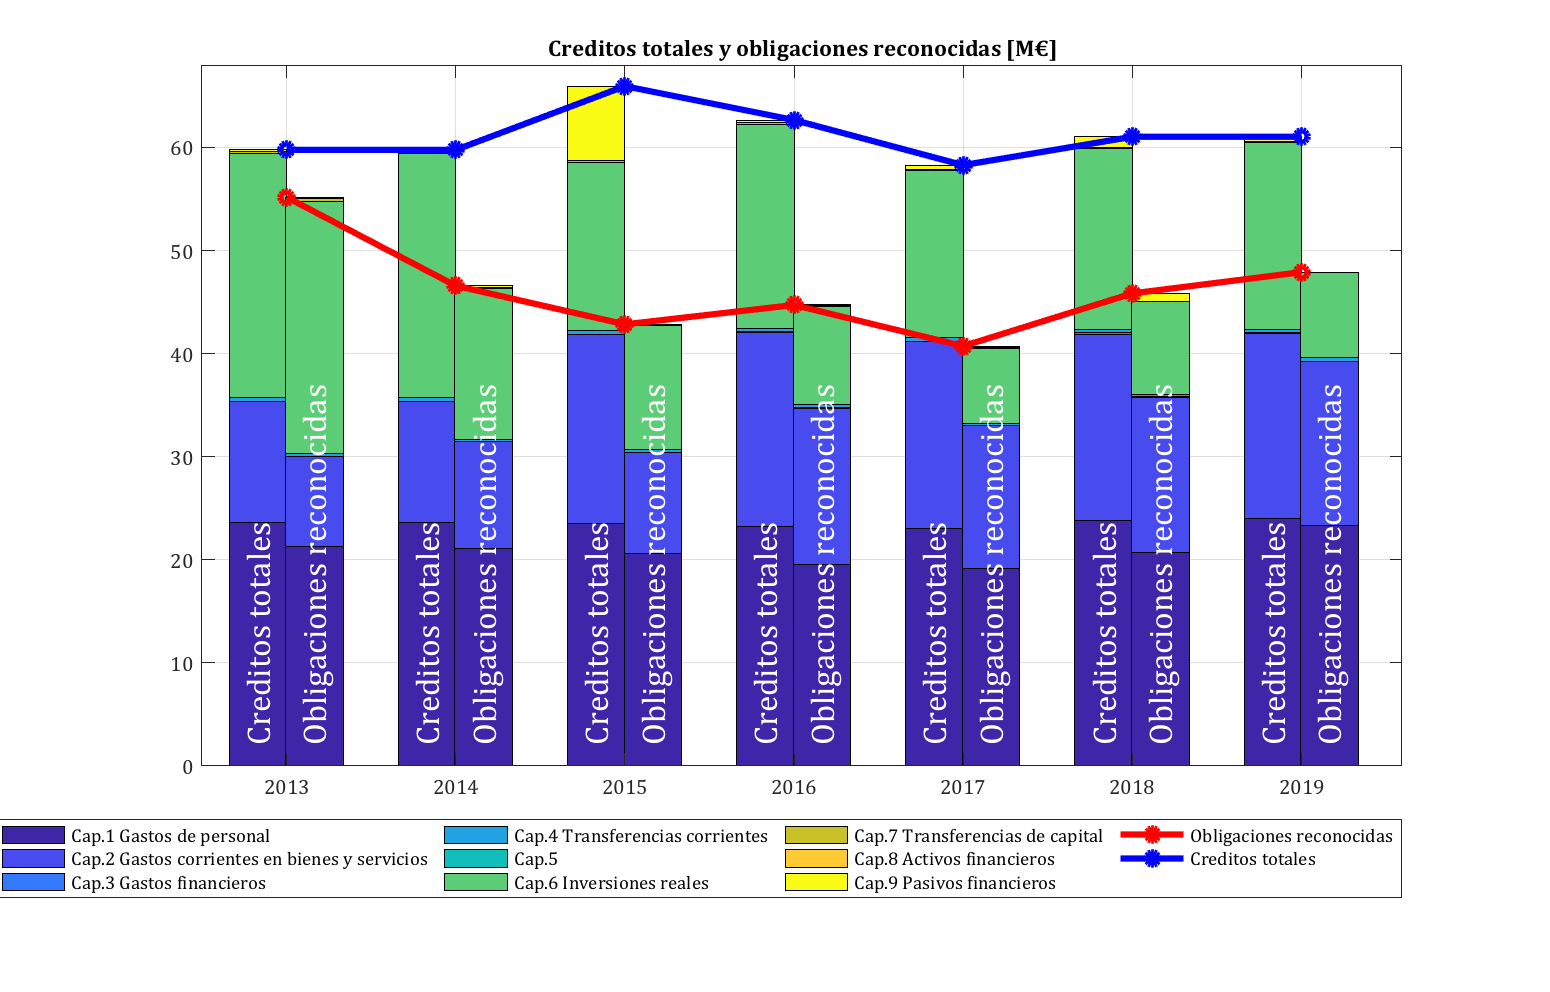 Creditos totales y obligaciones reconocidas [M€]
60
50
40
30
20
10
0
Creditos totales
Obligaciones reconocidas
Creditos totales
Obligaciones reconocidas
Creditos totales
Obligaciones reconocidas
Creditos totales
Obligaciones reconocidas
Creditos totales
Obligaciones reconocidas
Creditos totales
Obligaciones reconocidas
Creditos totales
Obligaciones reconocidas
2013 2014 2015 2016 2017 2018 2019
Cap.1 Gastos de personal Cap.4 Transferencias corrientes Cap.7 Transferencias de capital Obligaciones reconocidas
Cap.2 Gastos corrientes en bienes y servicios Cap.5 Cap.8 Activos financieros Creditos totales
Cap.3 Gastos financieros Cap.6 Inversiones reales Cap.9 Pasivos financieros